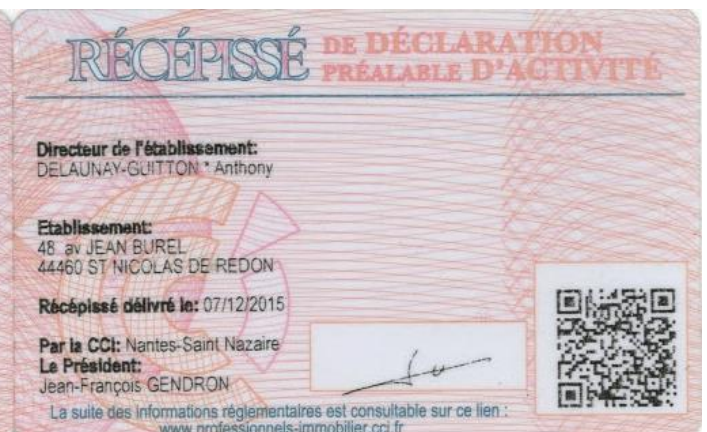 RÉCÉPISSÉ DE DÉCLARATION
PRÉALABLE D'ACTIVITÉ
Directeur de l'établissement:
DELAUNAY-GUITTON * Anthony
Etablissement:
48 av JEAN BUREL
44460 ST NICOLAS DE REDON
Récépissé délivré le: 07/12/2015
Par la CCI: Nantes-Saint Nazaire
Le Président:
Jean-François GENDRON
La suite des informations réglementaires est consultable sur ce lien :
www.professionnels-immobilier.cci.fr